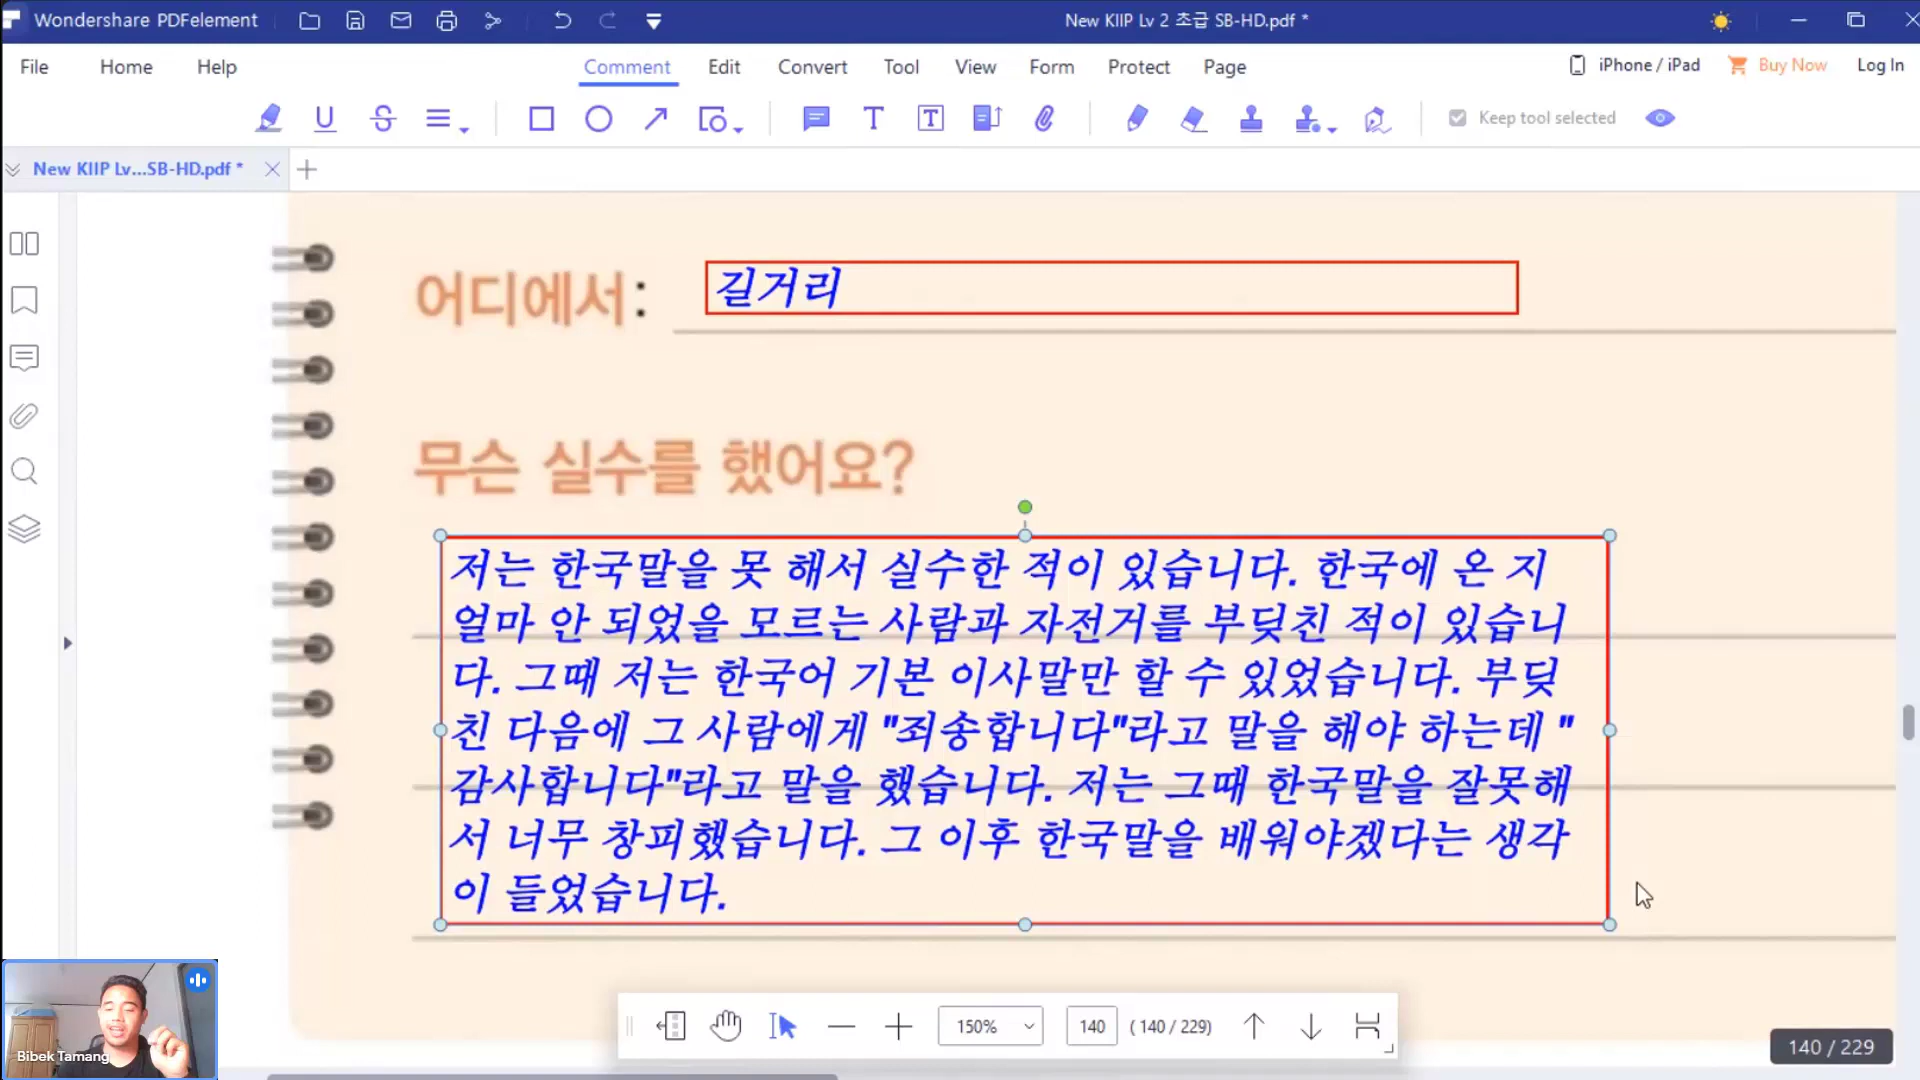 Wondershare PDFelement
New KIIP Lv 2 초급 SB-HD.pdf *
File Home Help Comment Edit Convert Tool View Form Protect Page iPhone / iPad Buy Now Log In
Keep tool selected
New KIIP Lv...SB-HD.pdf *
어디에서: 길거리
무슨 실수를 했어요?
저는 한국말을 못 해서 실수한 적이 있습니다. 한국에 온 지
얼마 안 되었을 모르는 사람과 자전거를 부딪친 적이 있습니
다. 그때 저는 한국어 기본 이사말만 할 수 있었습니다. 부딪
친 다음에 그 사람에게 "죄송합니다"라고 말을 해야 하는데 "
감사합니다"라고 말을 했습니다. 저는 그때 한국말을 잘못해
서 너무 창피했습니다. 그 이후 한국말을 배워야겠다는 생각
이 들었습니다.
Bibek Tamang
150% 140 ( 140 / 229)
140 / 229